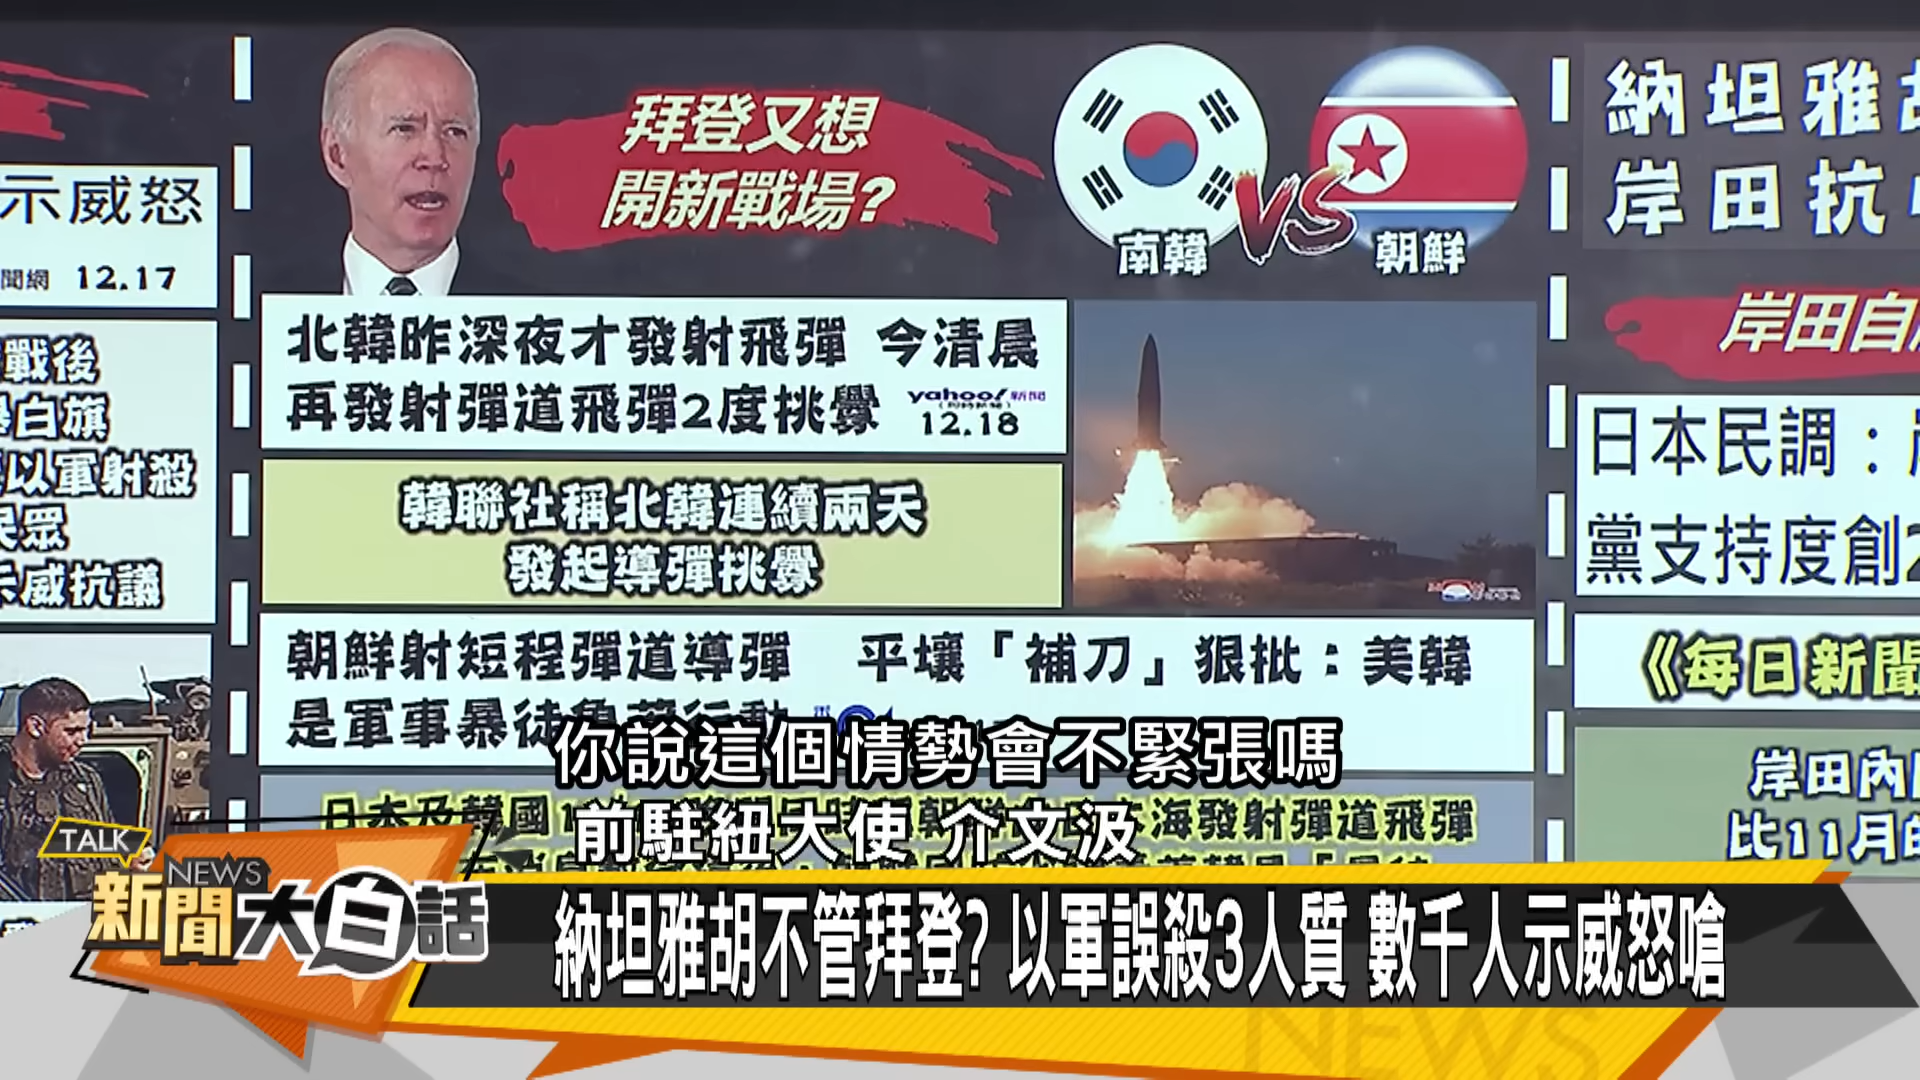 示威怒
聞網 12.17
戰後
白旗
以軍射殺
民眾
示威抗議
拜登又想
開新戰場?
南韓
VS
朝鮮
北韓昨深夜才發射飛彈 今清晨
再發射彈道飛彈2度挑釁
yahoo!新聞
12.18
韓聯社稱北韓連續兩天
發起導彈挑釁
朝鮮射短程彈道導彈 平壤「補刀」狠批:美韓
是軍事暴徒
日本及韓國
海發射彈道飛彈
納坦雅
岸田抗
岸田自
日本民調:
黨支持度創
《每日新聞
岸田內
比11月
你說這個情勢會不緊張嗎
前駐紐大使 介文汲
TALK
NEWS
新聞大白話
納坦雅胡不管拜登? 以軍誤殺3人質 數千人示威怒嗆
NEWS